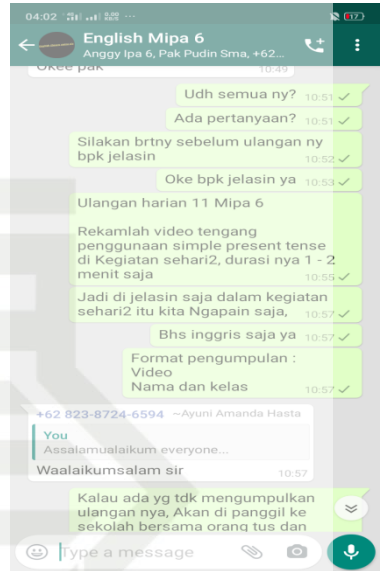 04:02
17
English Mipa 6
Anggy Ipa 6, Pak Pudin Sma, +62...
Okee pak
10:49
Udh semua ny? 10:51
Ada pertanyaan? 10:51
Silakan brtny sebelum ulangan ny
bpk jelasin
10:52
Oke bpk jelasin ya 10:53
Ulangan harian 11 Mipa 6
Rekamlah video tengang
penggunaan simple present tense
di Kegiatan sehari2, durasi nya 1 - 2
menit saja
10:55
Jadi di jelasin saja dalam kegiatan
sehari2 itu kita Ngapain saja, 10:57
Bhs inggris saja ya 10:57
Format pengumpulan :
Video
Nama dan kelas 10:57
+62 823-8724-6594 ~Ayuni Amanda Hasta
You
Assalamualaikum everyone...
Waalaikumsalam sir
10:57
Kalau ada yg tdk mengumpulkan
ulangan nya, Akan di panggil ke
sekolah bersama orang tus dan
Type a message